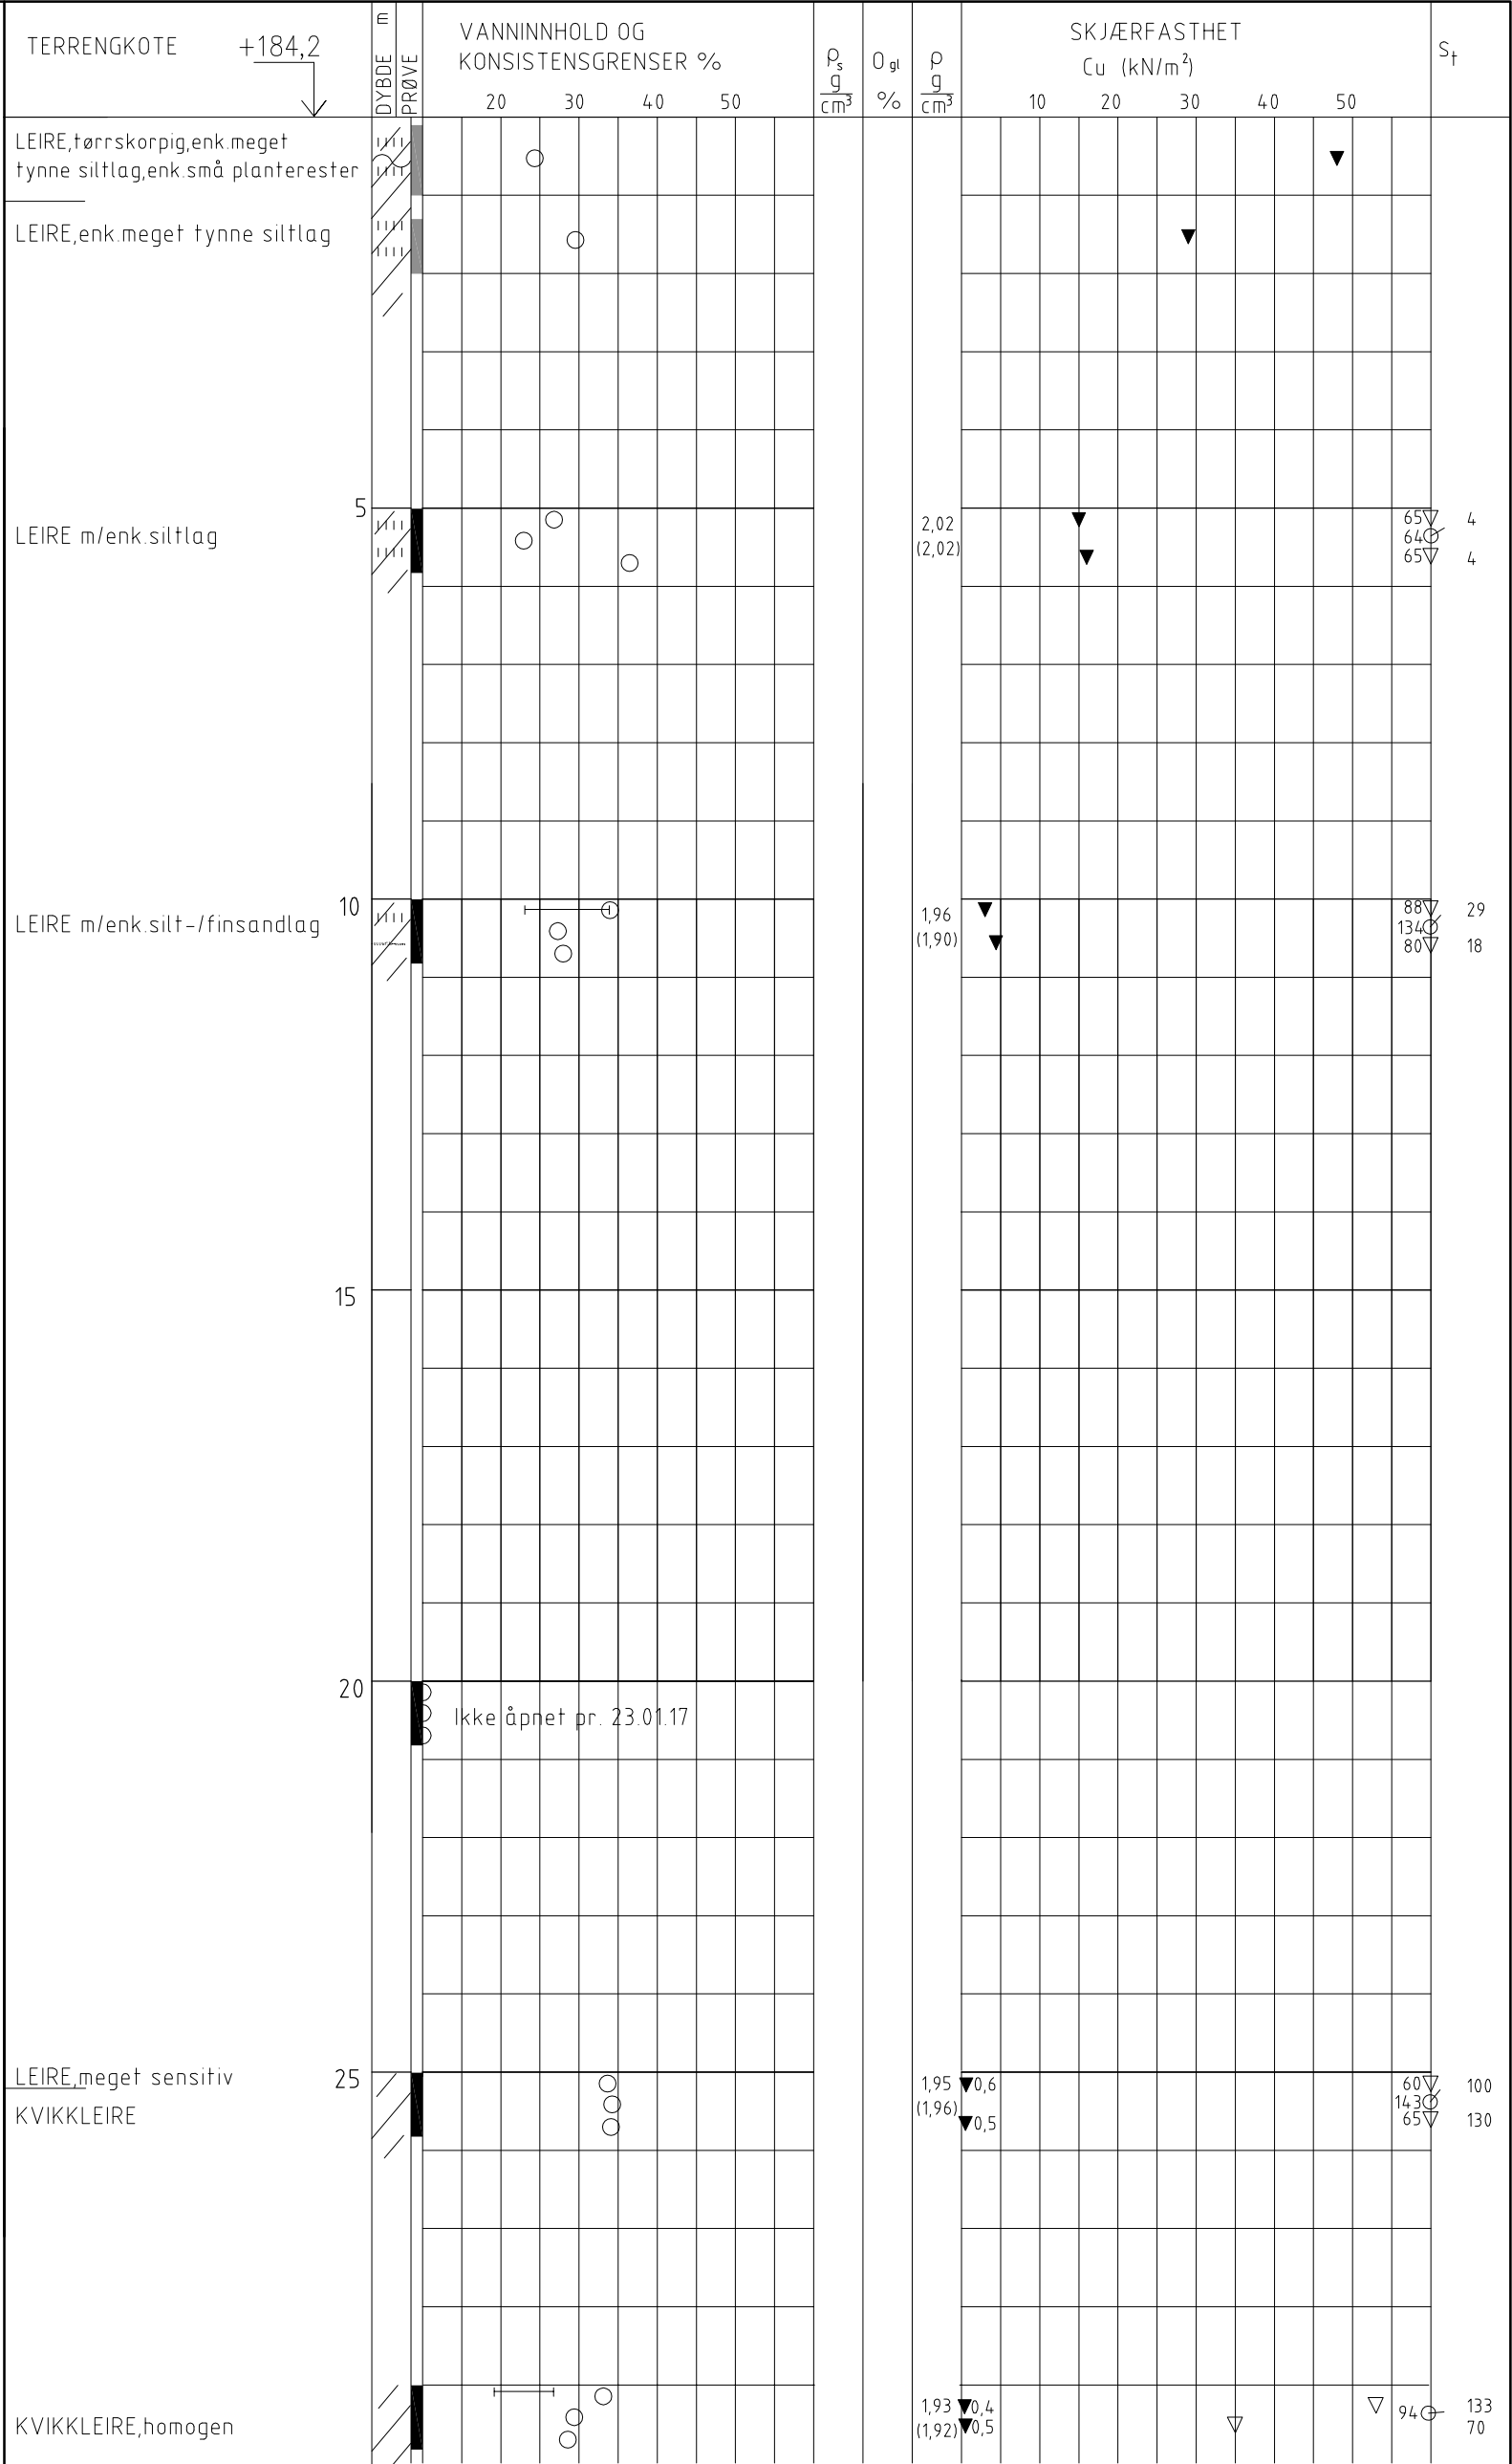 TERRENGKOTE +184,2
DYBDE m
PRØVE
VANNINNHOLD OG
KONSISTENSGRENSER %
20 30 40 50
ρs g/cm³
O gl %
ρ g/cm³
SKJÆRFASTHET
Cu (kN/m²)
10 20 30 40 50
St
LEIRE,tørrskorpig,enk.meget
tynne siltlag,enk.små planterester
LEIRE,enk.meget tynne siltlag
5
LEIRE m/enk.siltlag
2,02
(2,02)
65 4
64
65 4
10
LEIRE m/enk.silt-/finsandlag
1,96
(1,90)
88 29
134
80 18
15
20
Ikke åpnet pr. 23.01.17
LEIRE,meget sensitiv
25
KVIKKLEIRE
1,95 0,6
(1,96)
0,5
60 100
143
65 130
KVIKKLEIRE,homogen
1,93 0,4
(1,92) 0,5
133
94
70